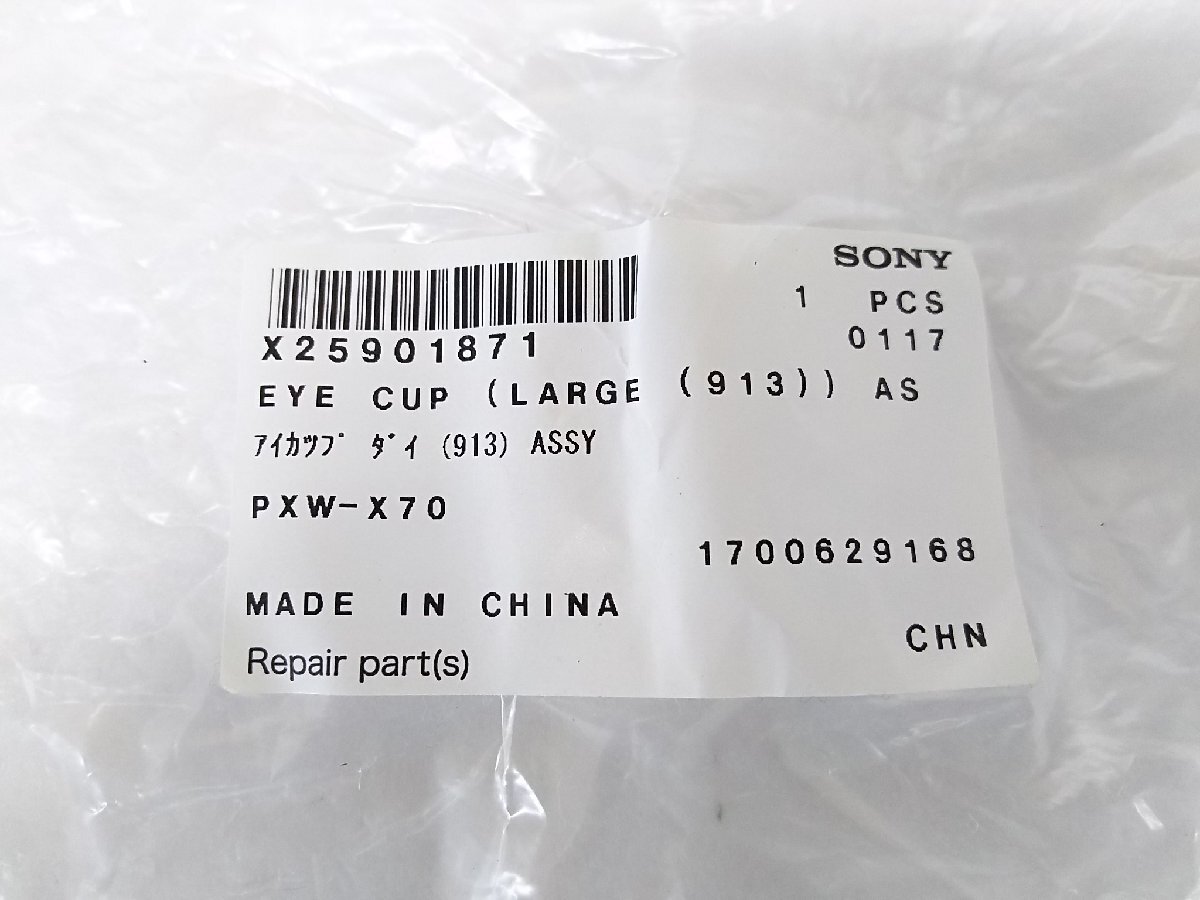 SONY
1 PCS
X25901871 0117
EYE CUP (LARGE (913)) AS
ｱｲｶｯﾌﾟ ﾀﾞｲ (913) ASSY
PXW-X70
1700629168
MADE IN CHINA
CHN
Repair part(s)